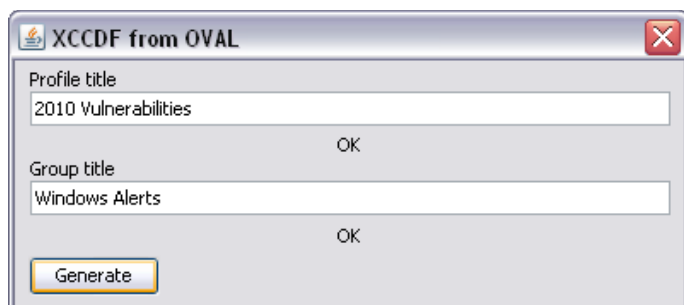 XCCDF from OVAL
Profile title
2010 Vulnerabilities
OK
Group title
Windows Alerts
OK
Generate